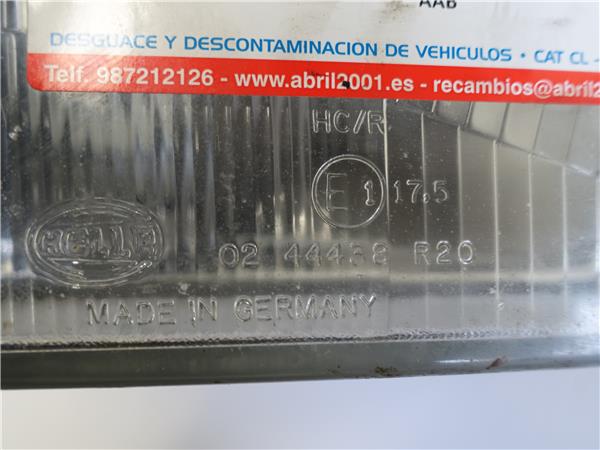 AAB
DESGUACE Y DESCONTAMINACION DE VEHICULOS · CAT CL -
Telf. 987212126 - www.abril2001.es - recambios@abril2
HC/R
E 1 17,5
HELLA
02 44438 R20
MADE IN GERMANY